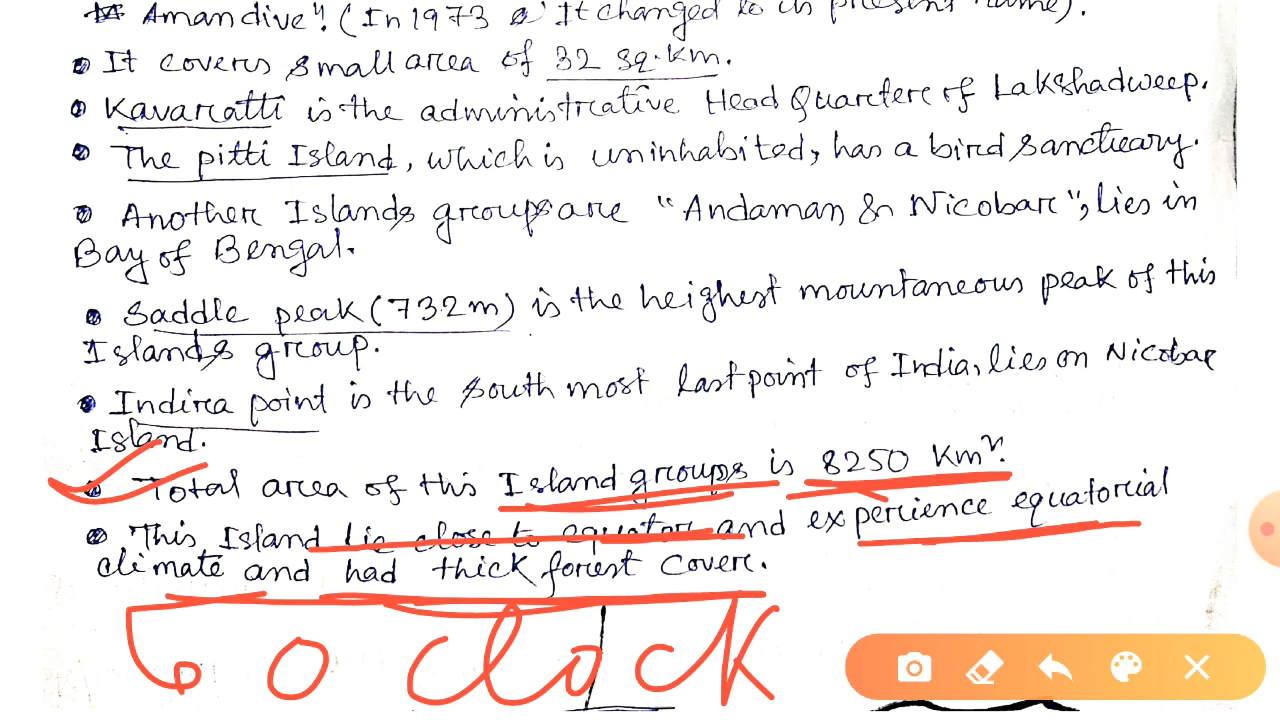 Amandive". (In 1973 It changed to its present name).
It covers small area of 32 sq.km.
Kavaratti is the administrative Head Quarter of Lakshadweep.
The pitti Island, which is uninhabited, has a bird sanctuary.
Another Islands groups are "Andaman & Nicobar", lies in
Bay of Bengal.
Saddle peak (732m) is the heighest mountaneous peak of this
Islands group.
Indira point is the south most last point of India, lies on Nicobar
Island.
Total area of this Island groups is 8250 Km².
This Island lie close to equator and experience equatorial
climate and had thick forest cover.
O clock